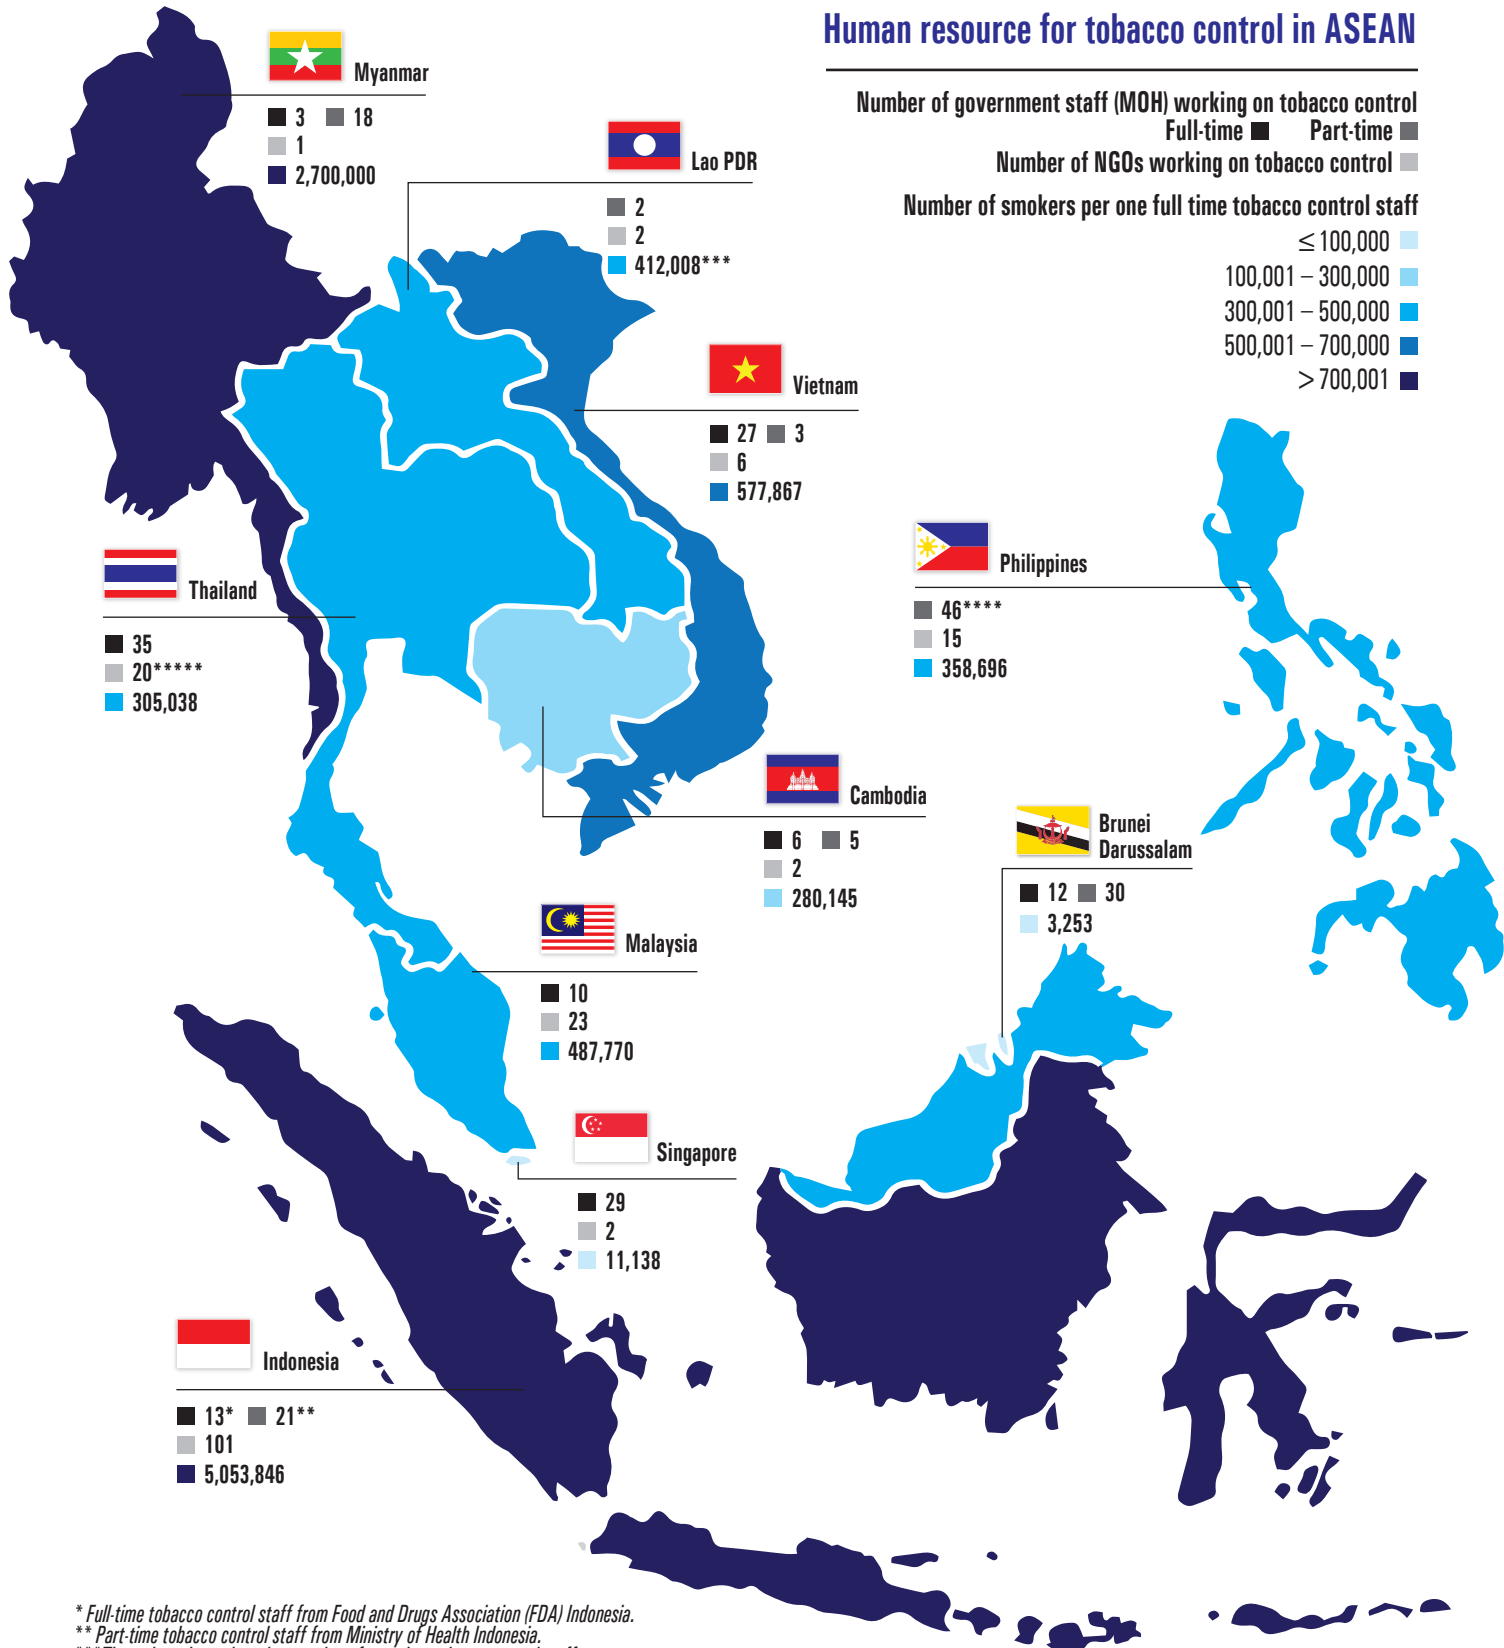 Human resource for tobacco control in ASEAN
Number of government staff (MOH) working on tobacco control
Full-time Part-time
Number of NGOs working on tobacco control
Number of smokers per one full time tobacco control staff
≤ 100,000
100,001 – 300,000
300,001 – 500,000
500,001 – 700,000
> 700,001
Myanmar
3 18
1
2,700,000
Lao PDR
2
2
412,008***
Vietnam
27 3
6
577,867
Philippines
46****
15
358,696
Thailand
35
20*****
305,038
Cambodia
6 5
2
280,145
Brunei
Darussalam
12 30
3,253
Malaysia
10
23
487,770
Singapore
29
2
11,138
Indonesia
13* 21**
101
5,053,846
* Full-time tobacco control staff from Food and Drugs Association (FDA) Indonesia.
** Part-time tobacco control staff from Ministry of Health Indonesia.